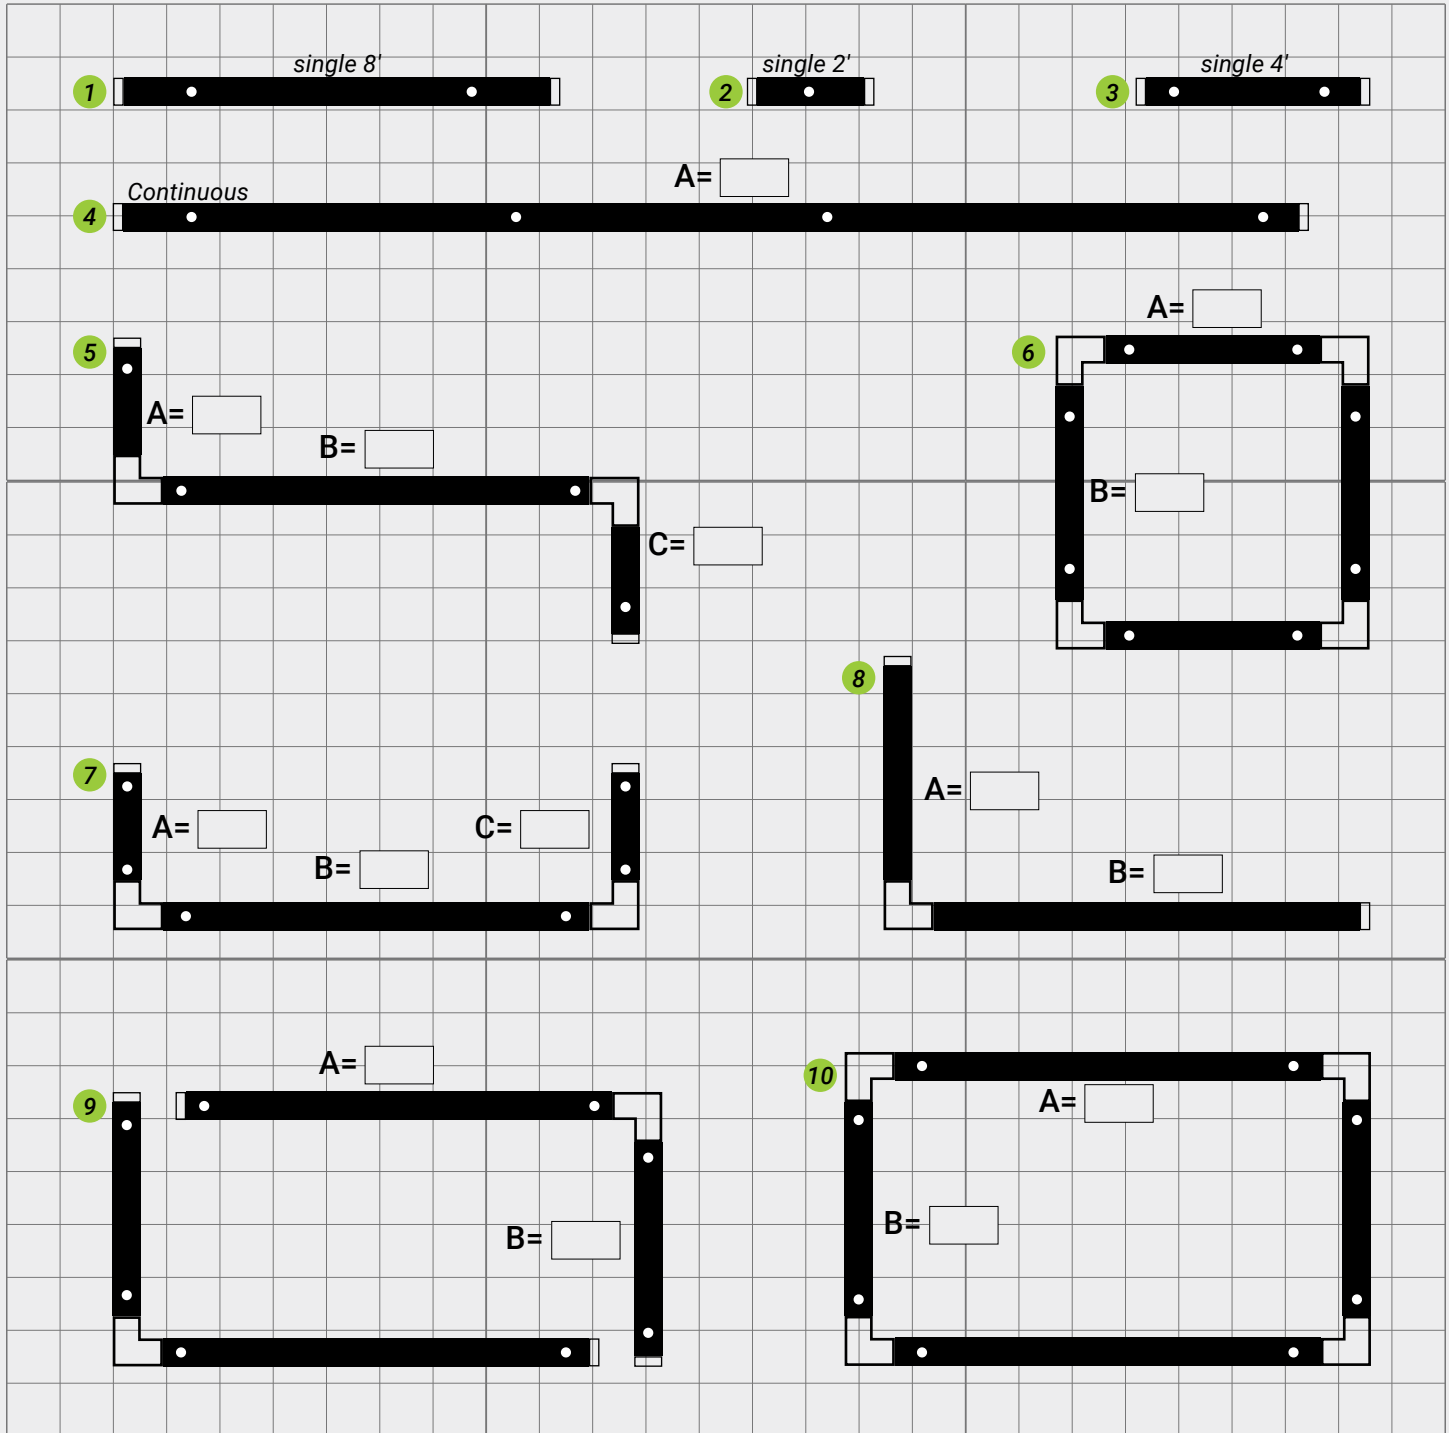 single 8'
single 2'
single 4'
1
2
3
A=
Continuous
4
A=
5
6
A=
B=
B=
C=
8
7
A=
A=
C=
B=
B=
A=
10
9
A=
B=
B=